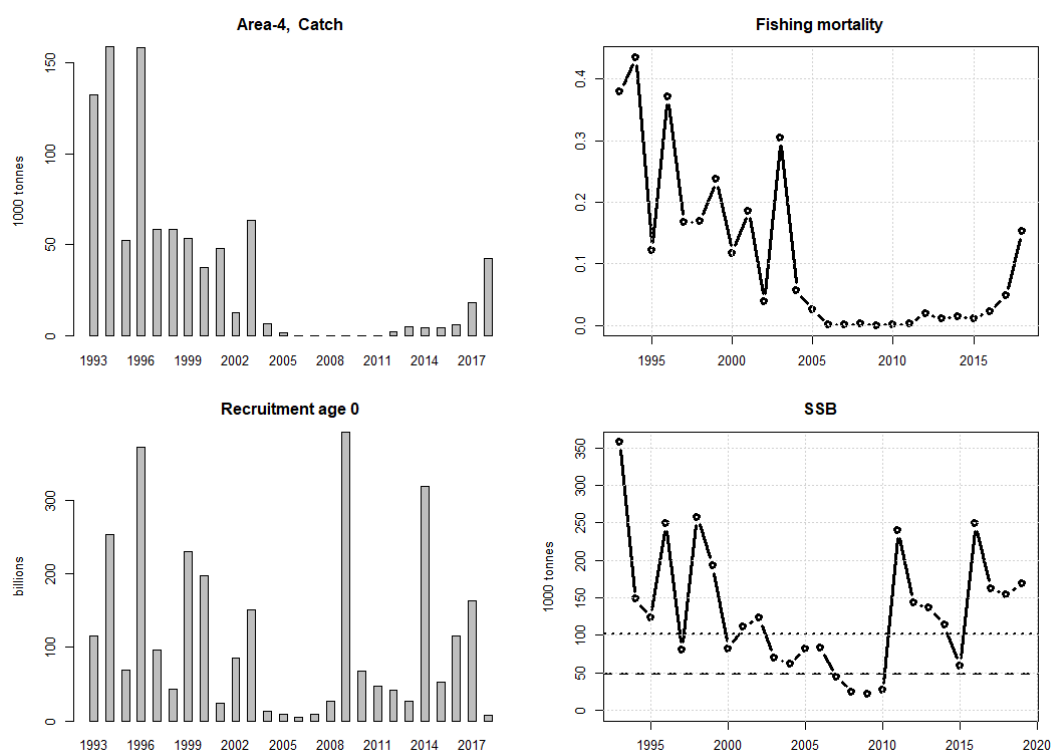 Area-4, Catch
1000 tonnes
0 50 100 150
1993 1996 1999 2002 2005 2008 2011 2014 2017
Fishing mortality
0.0 0.1 0.2 0.3 0.4
1995 2000 2005 2010 2015
Recruitment age 0
billions
0 100 200 300
1993 1996 1999 2002 2005 2008 2011 2014 2017
SSB
1000 tonnes
0 50 100 150 200 250 300 350
1995 2000 2005 2010 2015 2020